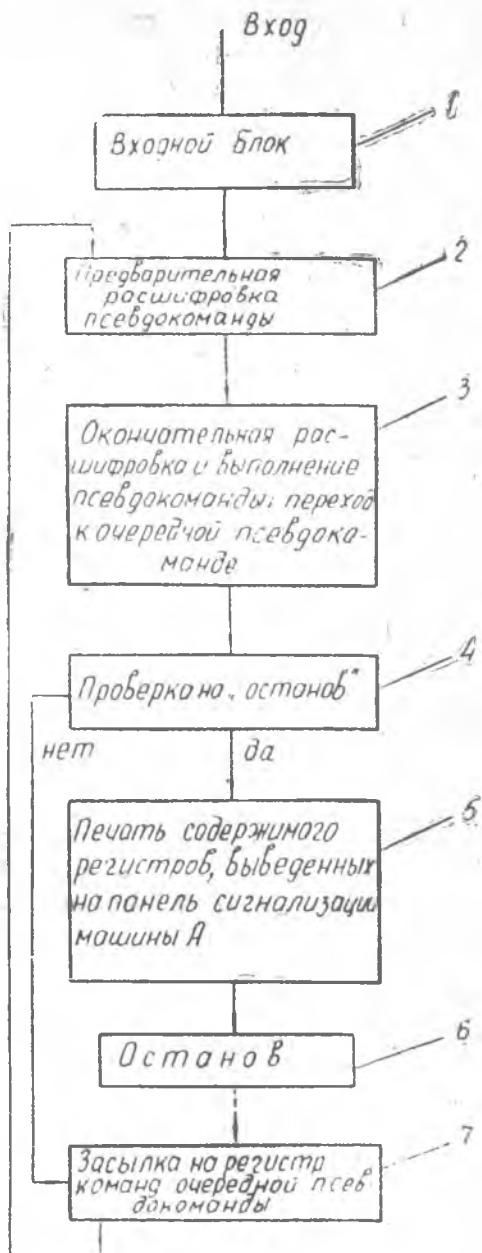 Вход
1
Входной Блок
2
Предварительная
расшифровка
псевдокоманды
3
Окончательная рас-
шифровка и выполнение
псевдокоманды; переход
к очередной псевдока-
манде
4
Проверка на „останов"
нет да
5
Печать содержимого
регистров, выведенных
на панель сигнализации
машины А
6
Останов
7
Засылка на регистр
команд очередной псев
докоманды